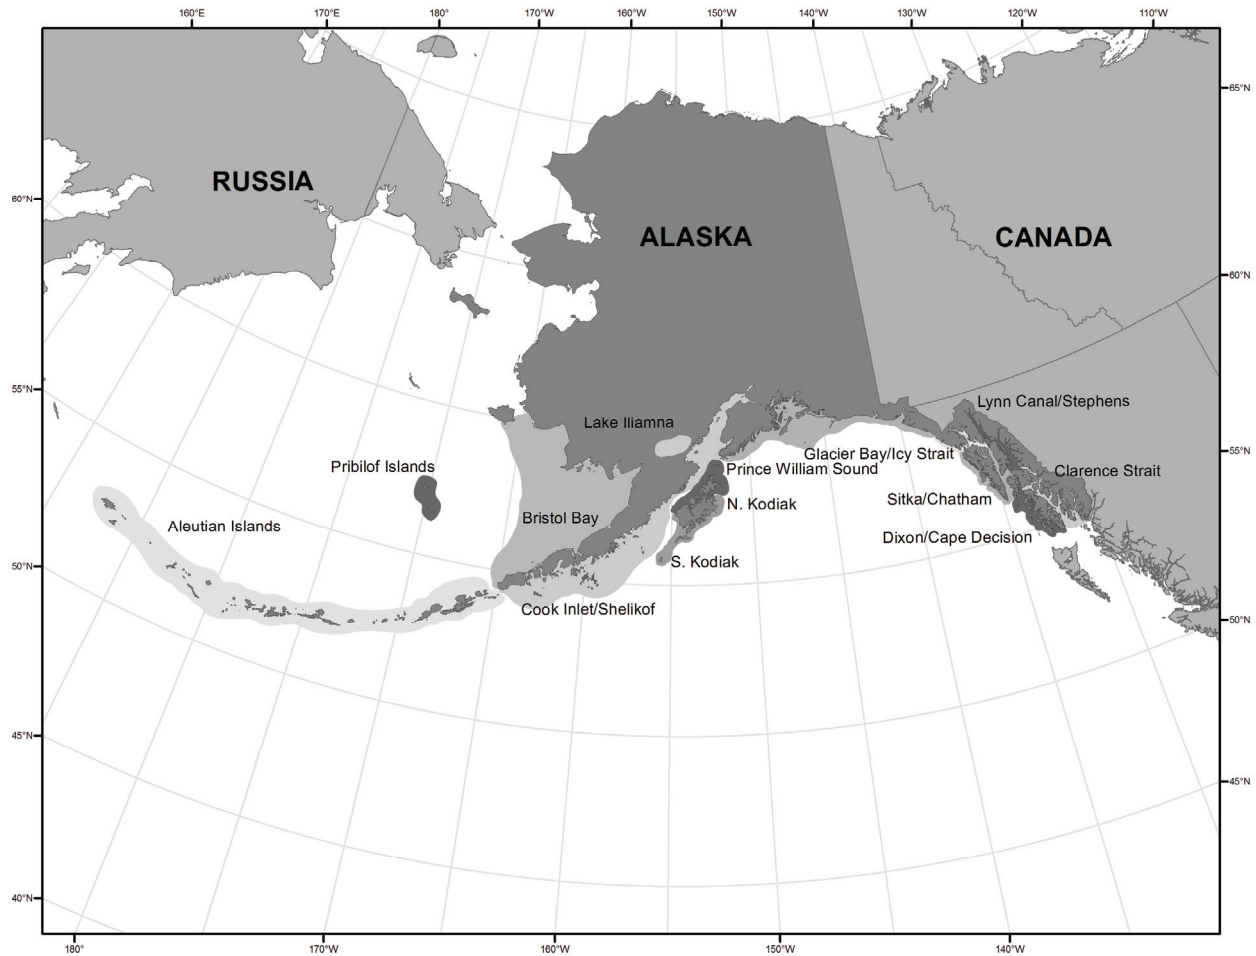 160°E 170°E 180° 170°W 160°W 150°W 140°W 130°W 120°W 110°W
65°N
RUSSIA
60°N
ALASKA
CANADA
60°N
55°N
Lynn Canal/Stephens
Lake Iliamna
55°N
Glacier Bay/Icy Strait
Pribilof Islands
Prince William Sound
Clarence Strait
Sitka/Chatham
N. Kodiak
Bristol Bay
Aleutian Islands
Dixon/Cape Decision
S. Kodiak
50°N
Cook Inlet/Shelikof
50°N
45°N
45°N
40°N
180° 170°W 160°W 150°W 140°W